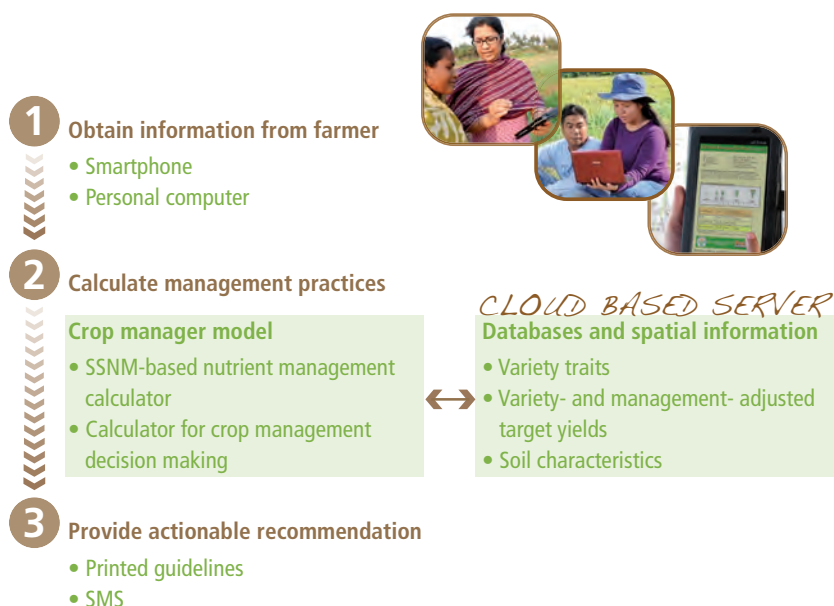 1
Obtain information from farmer
• Smartphone
• Personal computer
2
Calculate management practices
Crop manager model
• SSNM-based nutrient management
calculator
• Calculator for crop management
decision making
CLOUD BASED SERVER
Databases and spatial information
• Variety traits
• Variety- and management- adjusted
target yields
• Soil characteristics
3
Provide actionable recommendation
• Printed guidelines
• SMS